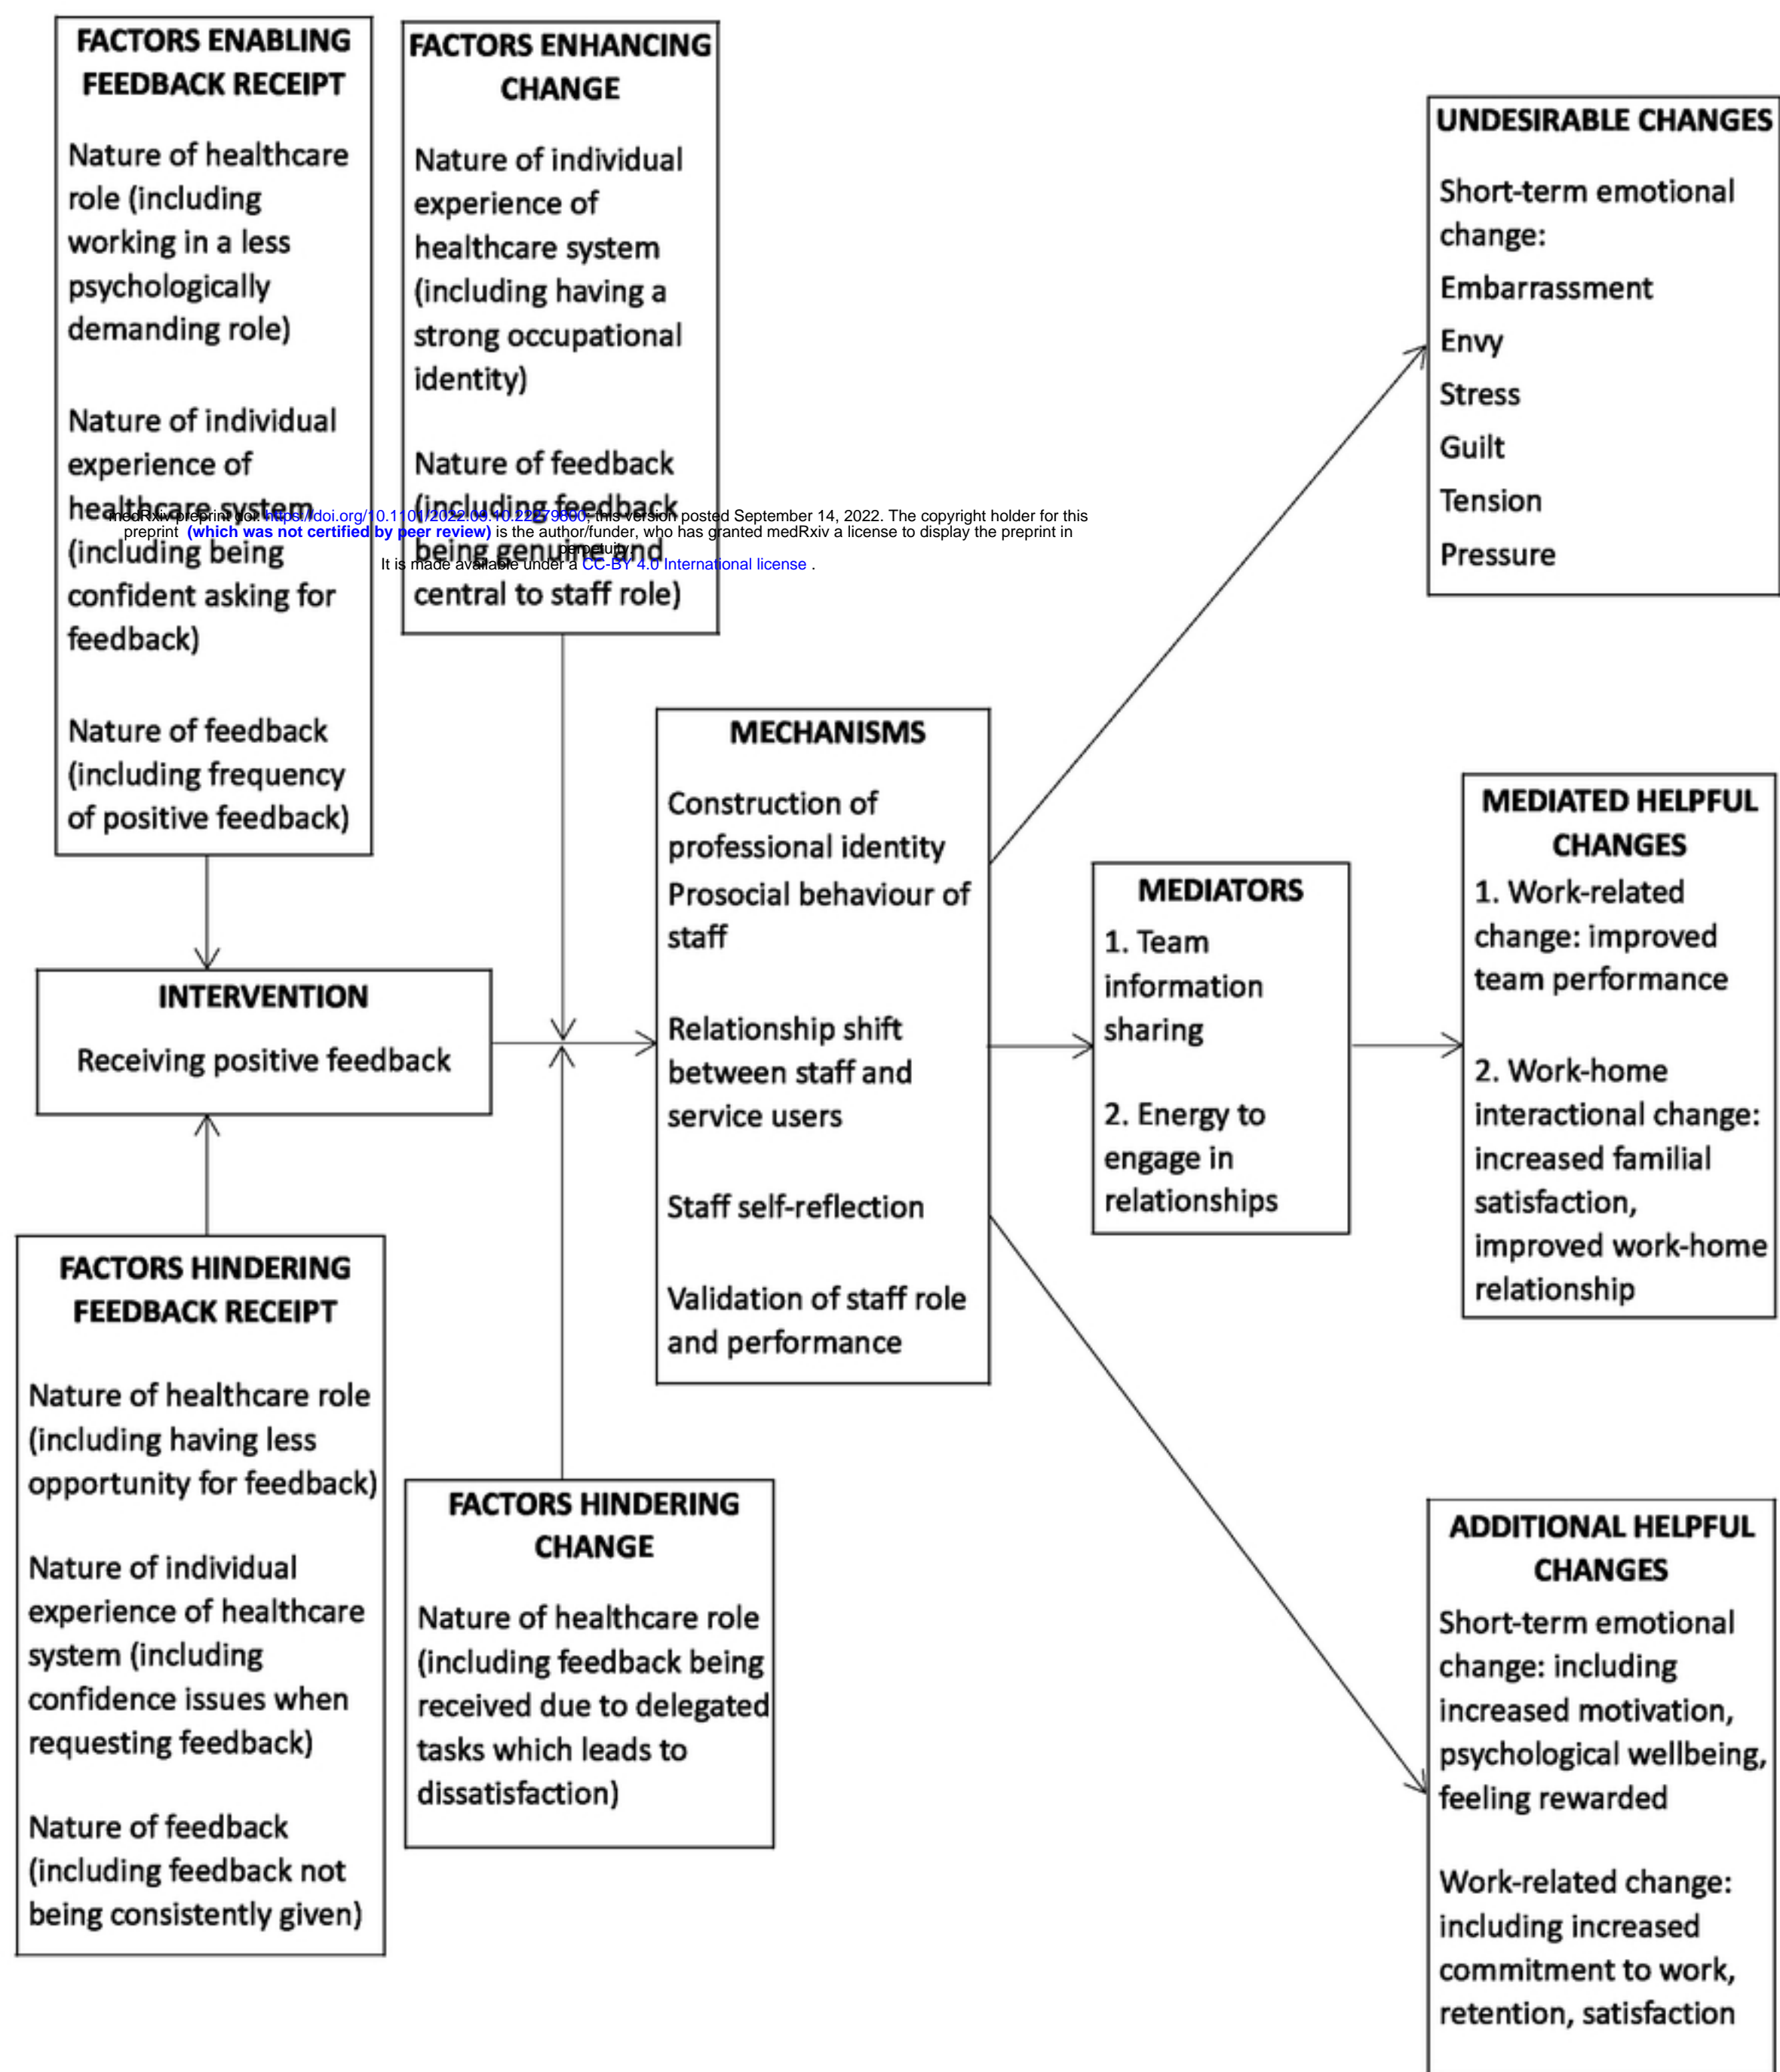 FACTORS ENABLING
FEEDBACK RECEIPT
Nature of healthcare
role (including
working in a less
psychologically
demanding role)
Nature of individual
experience of
healthcare system
(including being
confident asking for
feedback)
Nature of feedback
(including frequency
of positive feedback)
FACTORS ENHANCING
CHANGE
Nature of individual
experience of
healthcare system
(including having a
strong occupational
identity)
Nature of feedback
(including feedback
being genuine and
central to staff role)
medRxiv preprint doi: https://doi.org/10.1101/2022.09.10.22279800; this version posted September 14, 2022. The copyright holder for this
preprint (which was not certified by peer review) is the author/funder, who has granted medRxiv a license to display the preprint in
perpetuity.
It is made available under a CC-BY 4.0 International license .
UNDESIRABLE CHANGES
Short-term emotional
change:
Embarrassment
Envy
Stress
Guilt
Tension
Pressure
INTERVENTION
Receiving positive feedback
MECHANISMS
Construction of
professional identity
Prosocial behaviour of
staff
Relationship shift
between staff and
service users
Staff self-reflection
Validation of staff role
and performance
MEDIATORS
1. Team
information
sharing
2. Energy to
engage in
relationships
MEDIATED HELPFUL
CHANGES
1. Work-related
change: improved
team performance
2. Work-home
interactional change:
increased familial
satisfaction,
improved work-home
relationship
FACTORS HINDERING
FEEDBACK RECEIPT
Nature of healthcare role
(including having less
opportunity for feedback)
Nature of individual
experience of healthcare
system (including
confidence issues when
requesting feedback)
Nature of feedback
(including feedback not
being consistently given)
FACTORS HINDERING
CHANGE
Nature of healthcare role
(including feedback being
received due to delegated
tasks which leads to
dissatisfaction)
ADDITIONAL HELPFUL
CHANGES
Short-term emotional
change: including
increased motivation,
psychological wellbeing,
feeling rewarded
Work-related change:
including increased
commitment to work,
retention, satisfaction